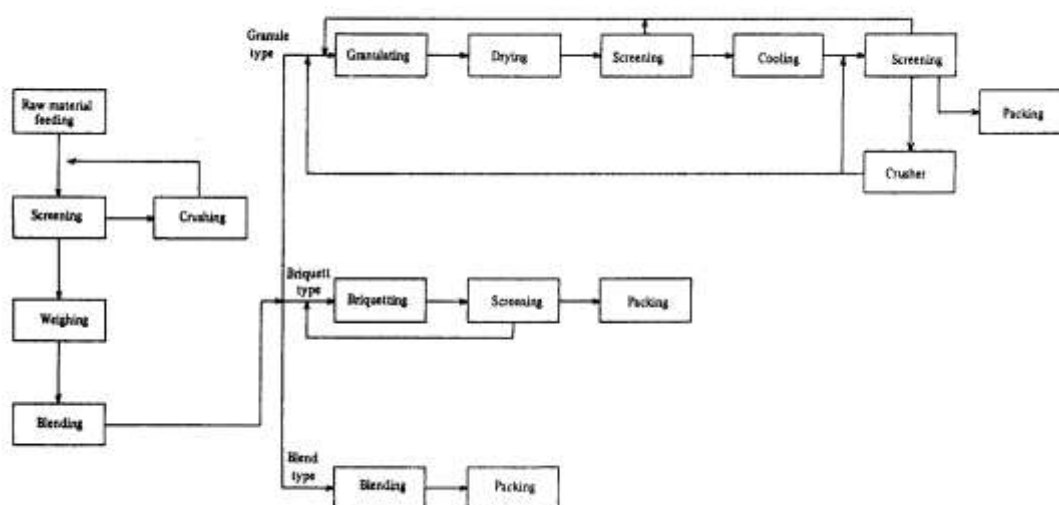 Granule
type
Granulating
Drying
Screening
Cooling
Screening
Packing
Crusher
Raw material
feeding
Screening
Crushing
Weighing
Blending
Briquett
type
Briquetting
Screening
Packing
Blend
type
Blending
Packing